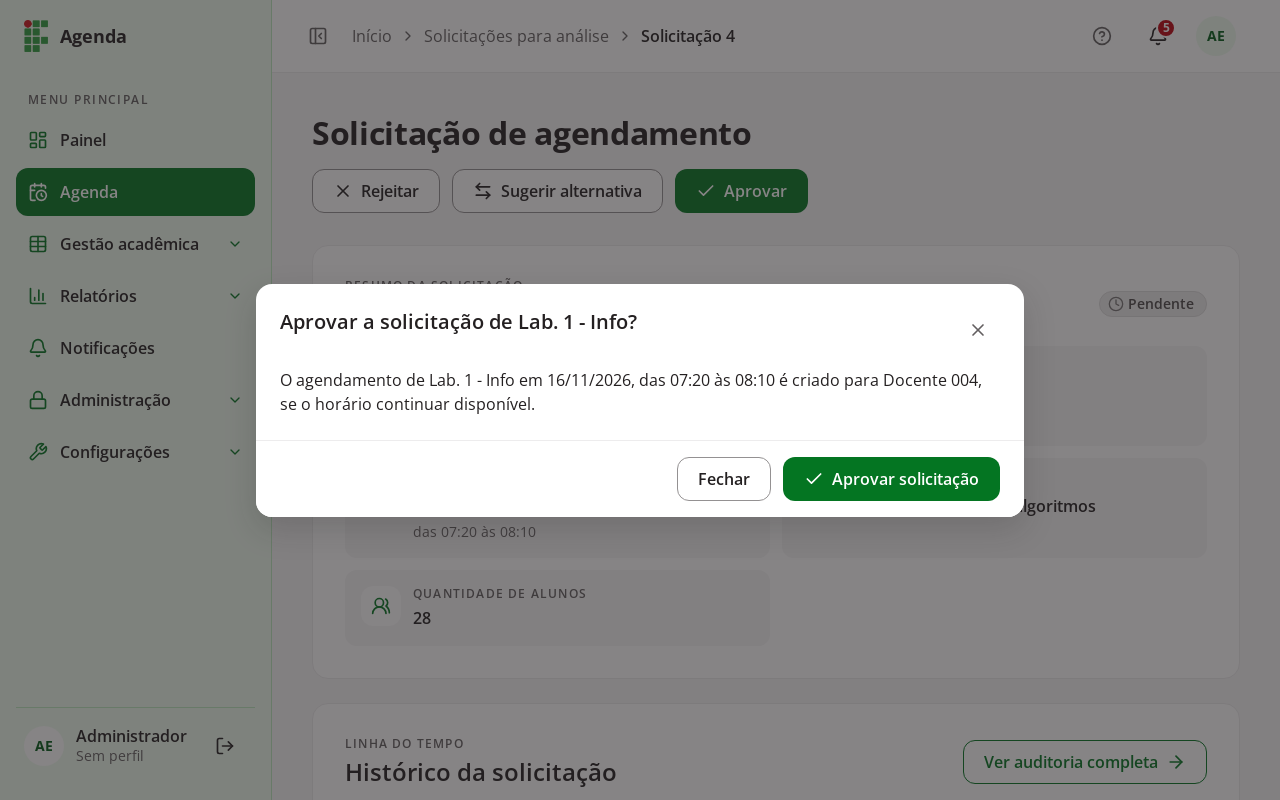 Agenda
MENU PRINCIPAL
Painel
Agenda
Gestão acadêmica
Relatórios
Notificações
Administração
Configurações
AE
Administrador
Sem perfil
Início
Solicitações para análise
Solicitação 4
5
AE
Solicitação de agendamento
Rejeitar
Sugerir alternativa
Aprovar
RESUMO DA SOLICITAÇÃO
Pendente
Aprovar a solicitação de Lab. 1 - Info?
O agendamento de Lab. 1 - Info em 16/11/2026, das 07:20 às 08:10 é criado para Docente 004,
se o horário continuar disponível.
Fechar
Aprovar solicitação
lgoritmos
das 07:20 às 08:10
QUANTIDADE DE ALUNOS
28
LINHA DO TEMPO
Histórico da solicitação
Ver auditoria completa